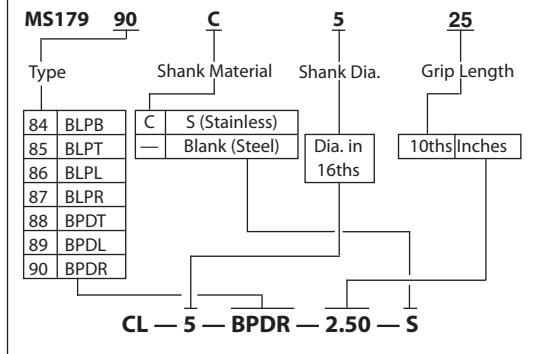 MS179 90 C 5 25
Type Shank Material Shank Dia. Grip Length
84 BLPB
85 BLPT
86 BLPL
87 BLPR
88 BPDT
89 BPDL
90 BPDR
C S (Stainless)
— Blank (Steel)
Dia. in
16ths
10ths Inches
CL — 5 — BPDR — 2.50 — S